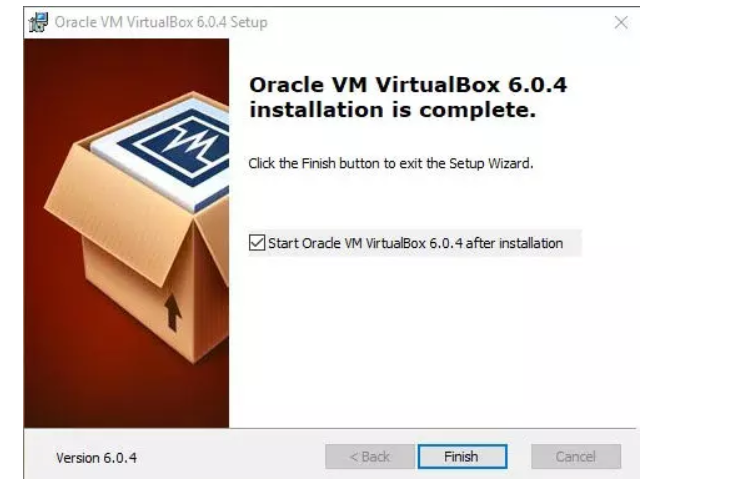 Oracle VM VirtualBox 6.0.4 Setup
Oracle VM VirtualBox 6.0.4
installation is complete.
Click the Finish button to exit the Setup Wizard.
Start Oracle VM VirtualBox 6.0.4 after installation
Version 6.0.4
< Back
Finish
Cancel